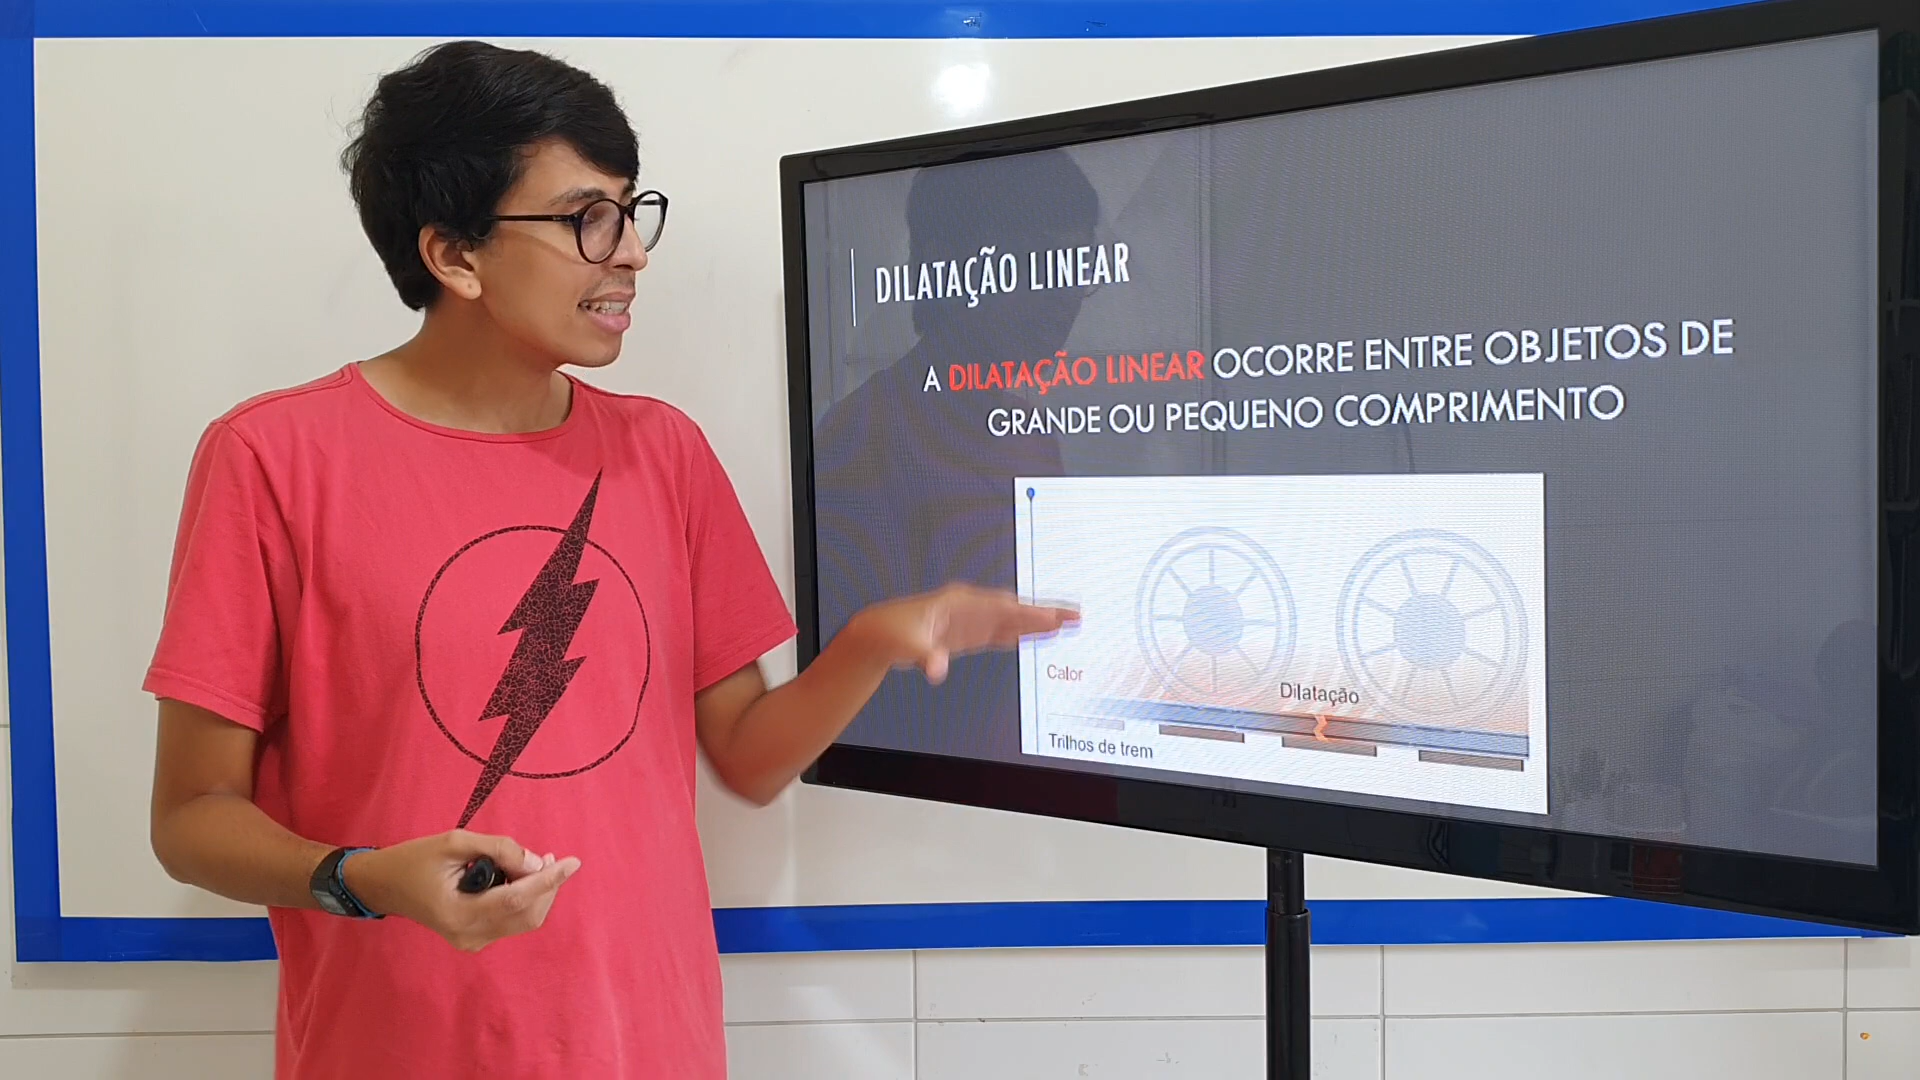 DILATAÇÃO LINEAR
A DILATAÇÃO LINEAR OCORRE ENTRE OBJETOS DE
GRANDE OU PEQUENO COMPRIMENTO
Calor
Dilatação
Trilhos de trem